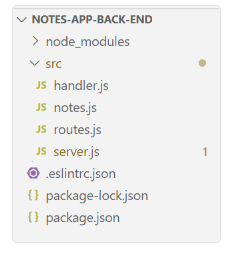 NOTES-APP-BACK-END
node_modules
src
JS handler.js
JS notes.js
JS routes.js
JS server.js 1
.eslintrc.json
{ } package-lock.json
{ } package.json